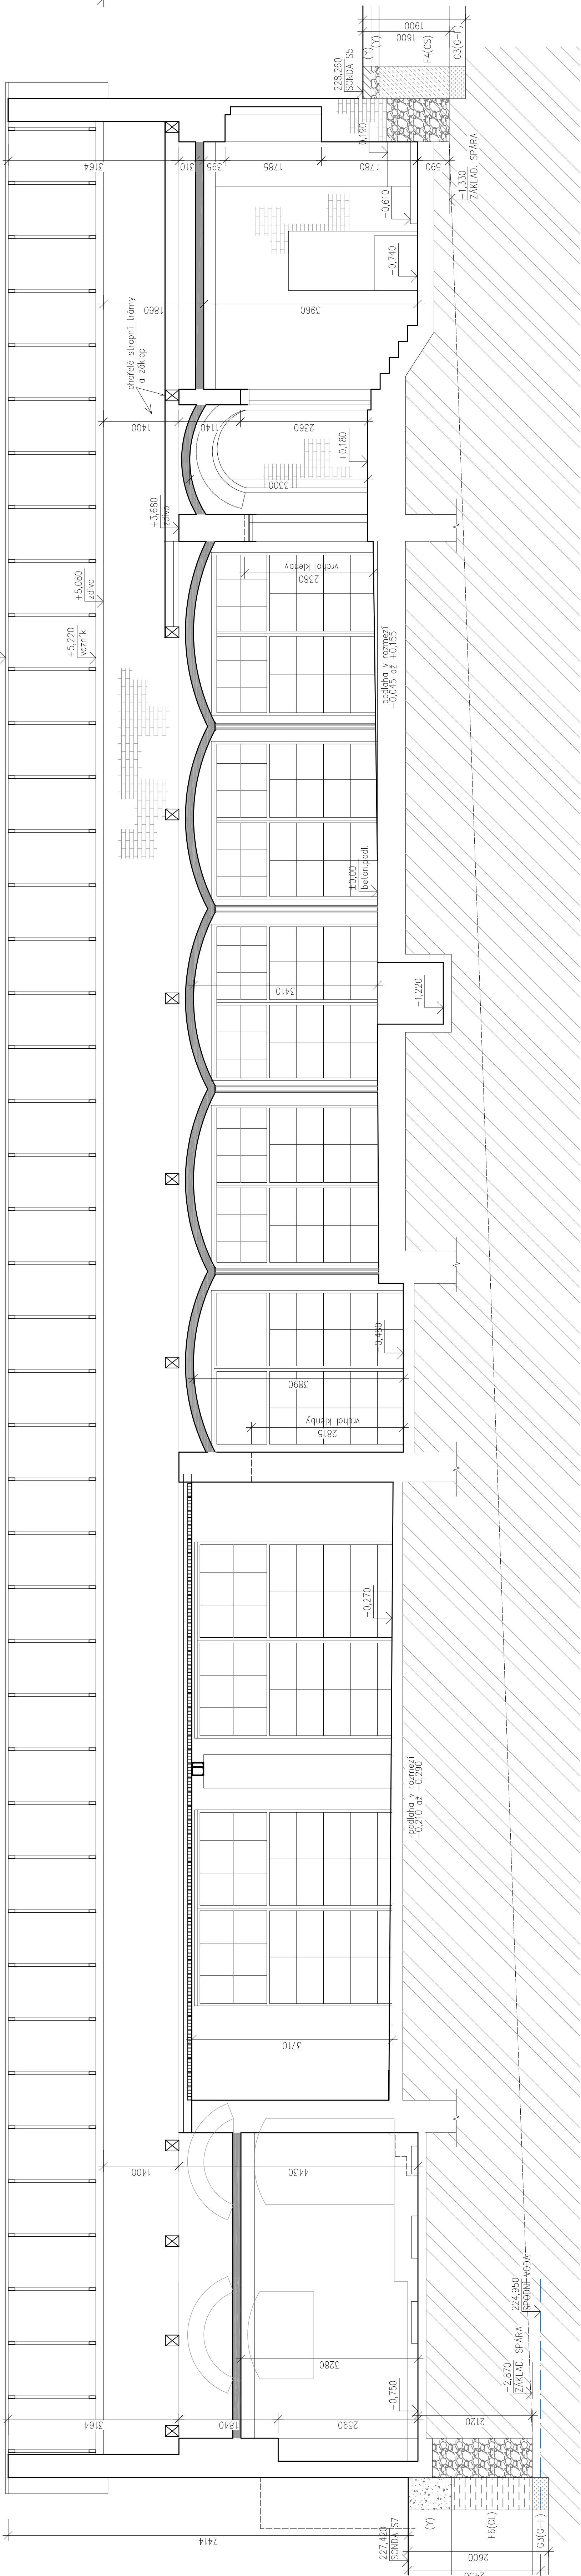 1900
1600
G3(G-F)
F4(CS)
(Y)
(Y)
228,260
SONDA S5
3164
310
395
1785
1780
590
-0,190
-1,330
ZÁKLAD. SPÁRA
-0,610
-0,740
1860
3960
ohořelé stropní trámy
a záklop
1400
1140
2360
3300
+0,180
+3,680
zdivo
+5,080
zdivo
+5,220
vazník
vrchol klenby
2380
podlaha v rozmezí
-0,045 až +0,155
±0,00
beton.podl.
3410
-1,220
3890
-0,480
vrchol klenby
2815
-0,270
podlaha v rozmezí
-0,210 až -0,290
3710
1400
4430
224,950
SPODNÍ VODA
3280
-2,870
ZÁKLAD. SPÁRA
-0,750
3164
1840
2590
2120
7414
227,420
SONDA S7
(Y)
F6(CL)
G3(G-F)
2600
2450